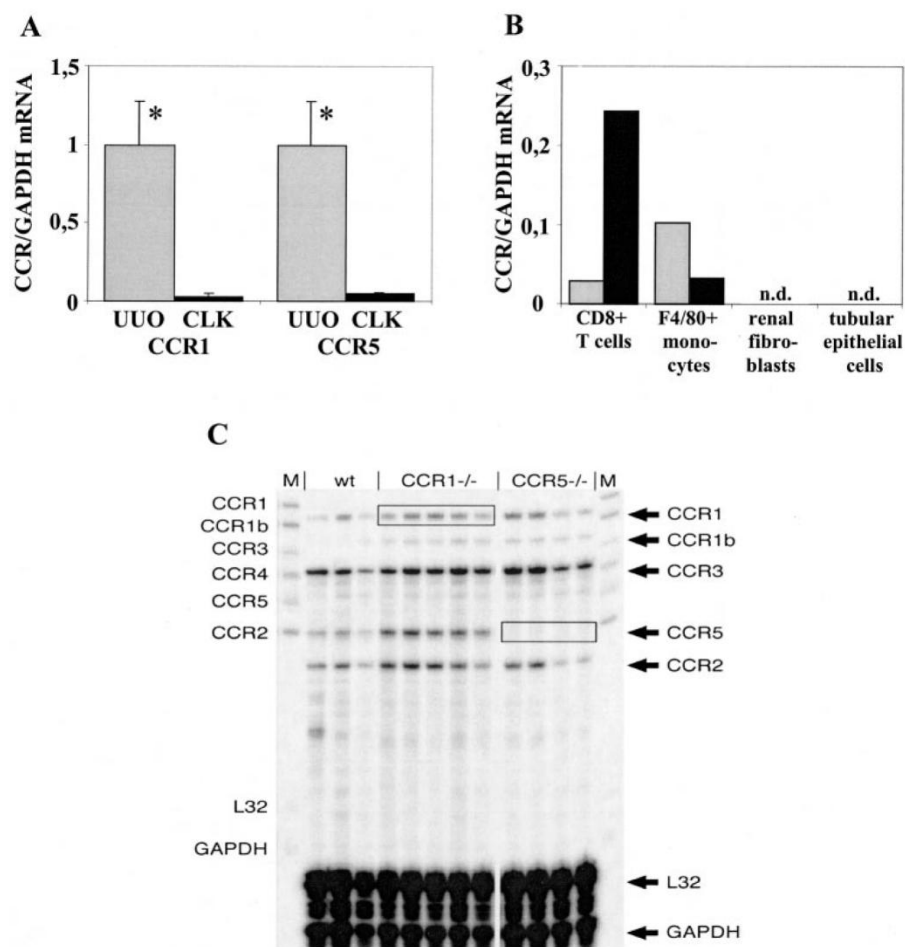 A
CCR/GAPDH mRNA
1,5
1
0,5
0
*
*
UUO CLK UUO CLK
CCR1 CCR5
B
CCR/GAPDH mRNA
0,3
0,2
0,1
0
n.d. n.d.
CD8+ F4/80+ renal tubular
T cells mono- fibro- epithelial
cytes blasts cells
C
M wt CCR1-/- CCR5-/- M
CCR1
CCR1b
CCR3
CCR4
CCR5
CCR2
L32
GAPDH
CCR1
CCR1b
CCR3
CCR5
CCR2
L32
GAPDH